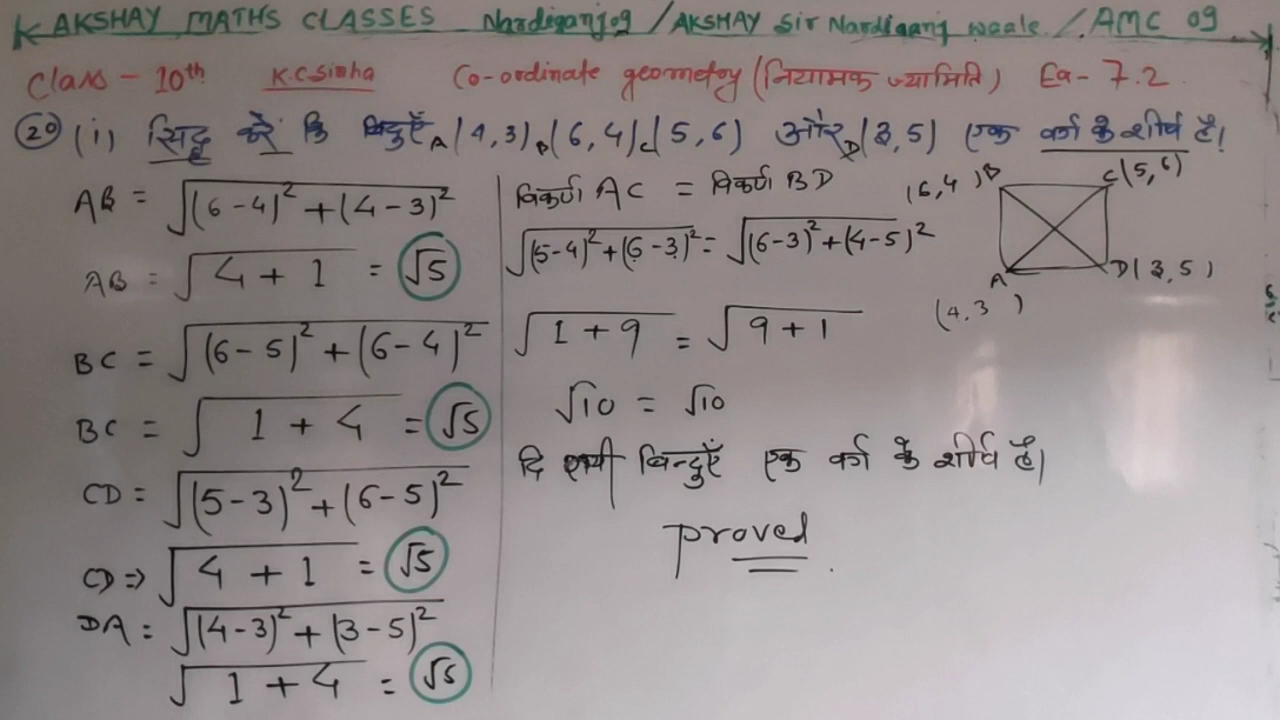 AKSHAY MATHS CLASSES Nardiganj09 / AKSHAY Sir Nardiganj waale / AMC 09
Class - 10th K.C.Sinha Co-ordinate geometry (नियामक ज्यामिति) Ex- 7.2
20 (i) सिद्ध करें कि बिन्दुएँ A(4,3) B(6,4) C(5,6) और D(3,5) एक वर्ग के शीर्ष है।
AB = √(6-4)² + (4-3)²
AB = √4 + 1 = √5
BC = √(6-5)² + (6-4)²
BC = √1 + 4 = √5
CD = √(5-3)² + (6-5)²
CD => √4 + 1 = √5
DA = √(4-3)² + (3-5)²
√1 + 4 = √5
विकर्ण AC = विकर्ण BD
√(5-4)² + (6-3)² = √(6-3)² + (4-5)²
√1 + 9 = √9 + 1
√10 = √10
बिन्दुएँ एक वर्ग के शीर्ष है।
proved.
(6,4) B C(5,6)
A D(3,5)
(4,3)